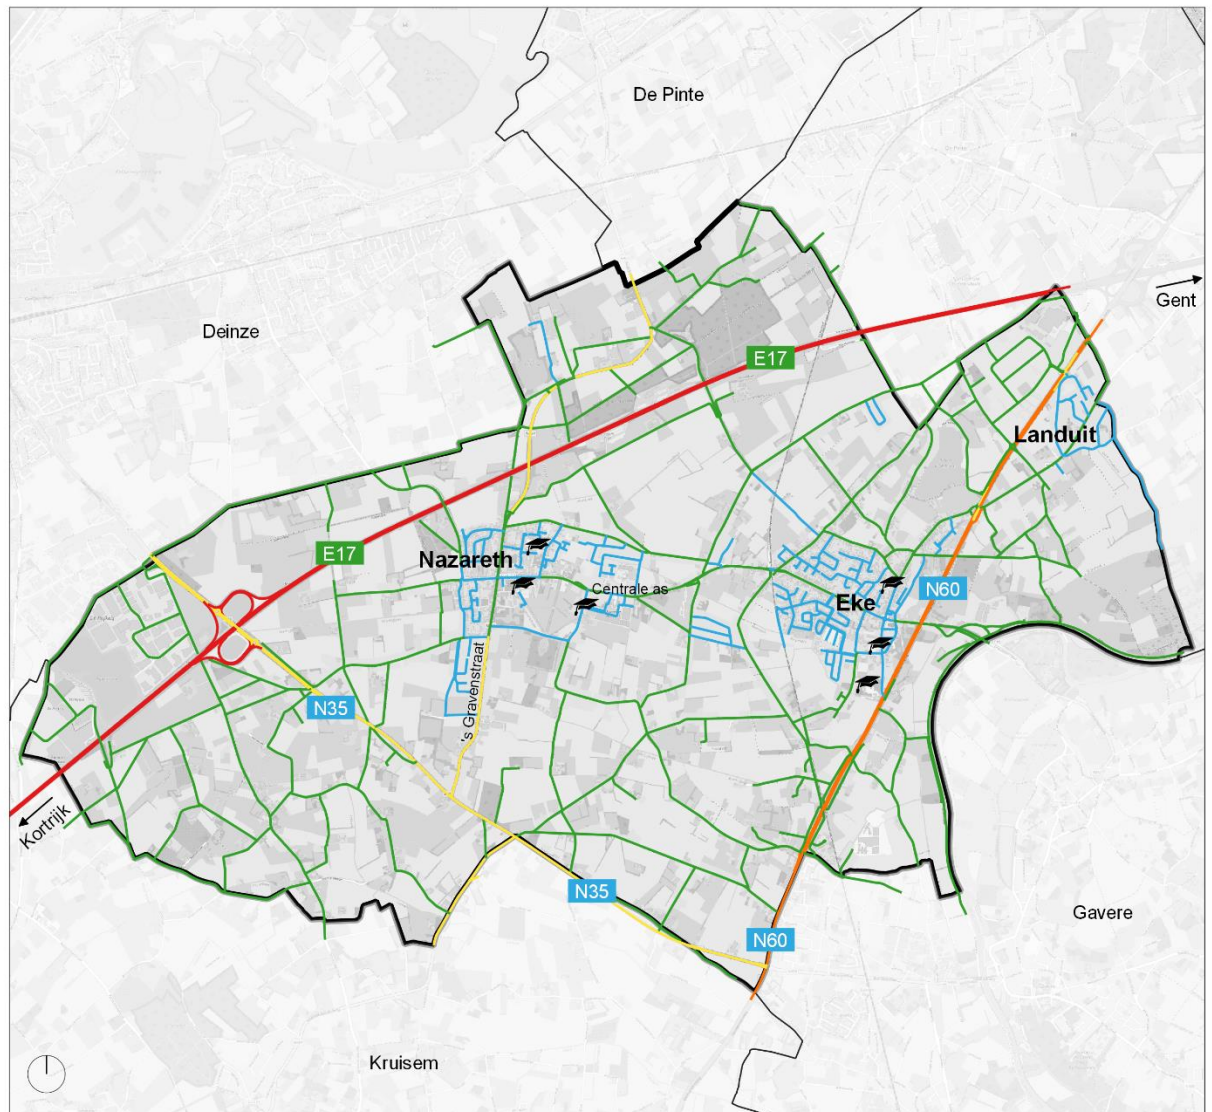 De Pinte
Gent
Deinze
E17
Landuit
E17
Nazareth
Centrale as
Eke
N60
's Gravenstraat
N35
Kortrijk
N35
Gavere
N60
Kruisem